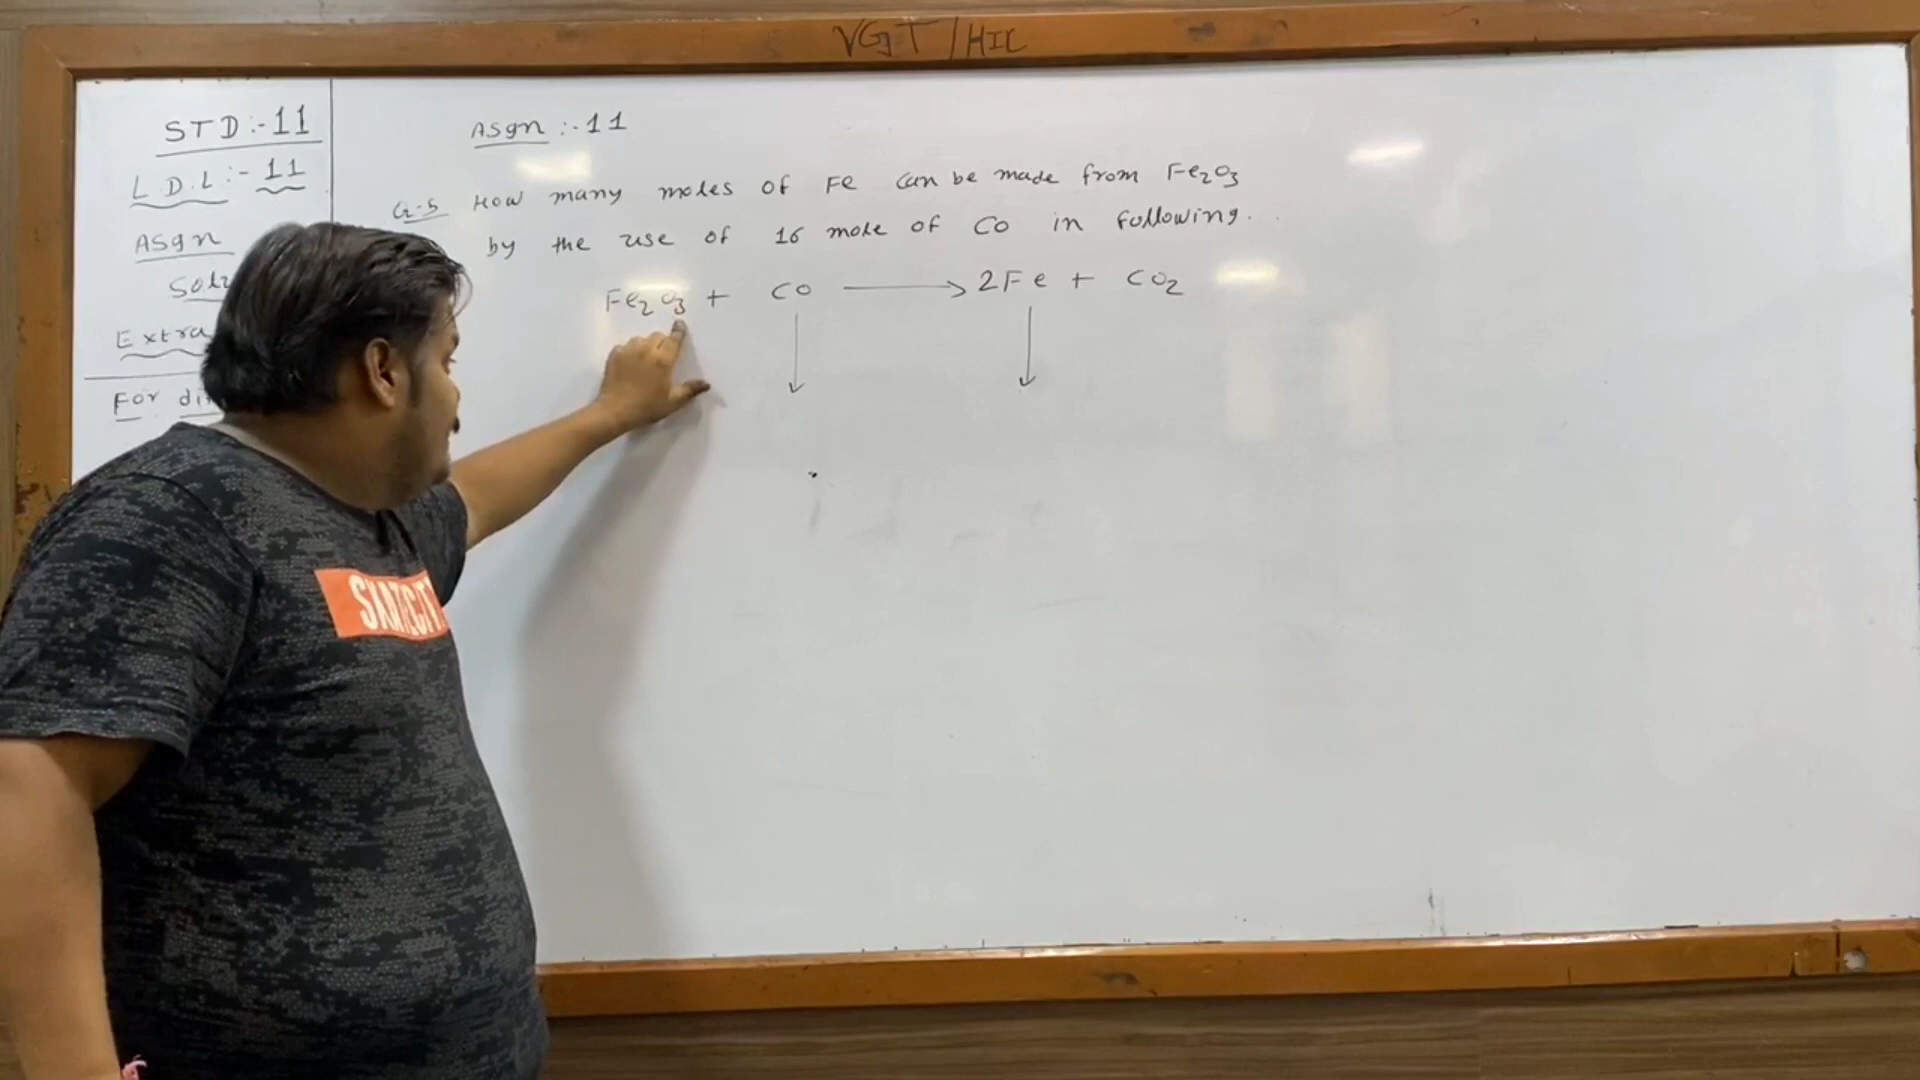 VGT/HIC
STD:-11
L.D.L:- 11
Asgn
Extra
For
Asgn :-11
Q-5 How many moles of Fe can be made from Fe2O3
by the use of 16 mole of CO in following.
Fe2O3 + CO → 2Fe + CO2